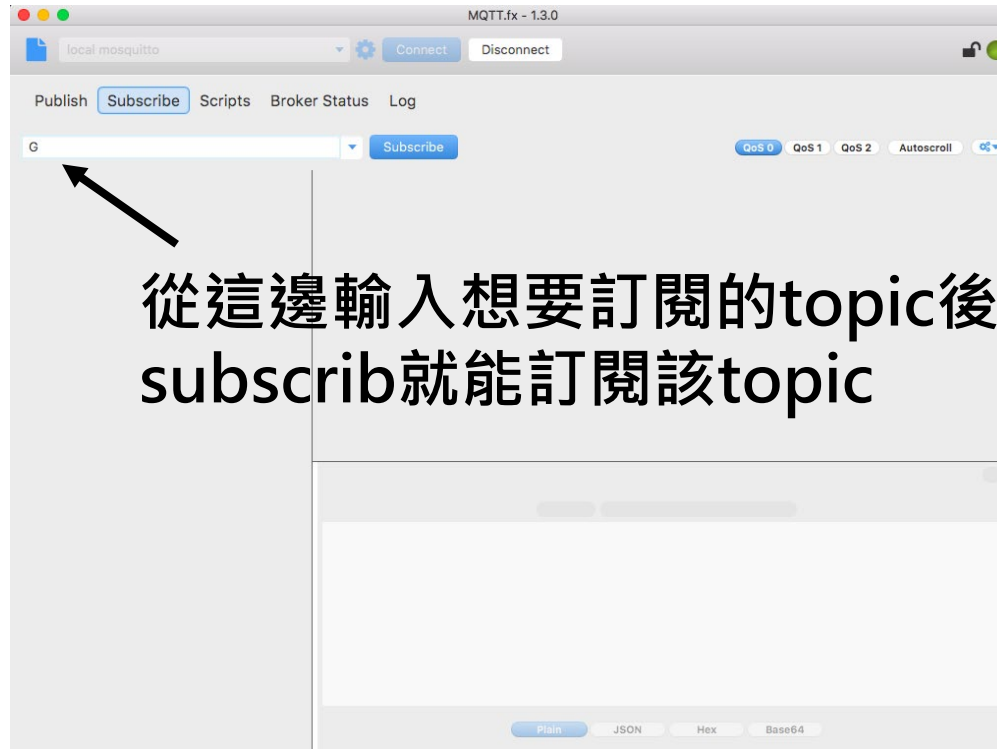 MQTT.fx - 1.3.0
local mosquitto Connect Disconnect
Publish Subscribe Scripts Broker Status Log
G Subscribe QoS 0 QoS 1 QoS 2 Autoscroll
從這邊輸入想要訂閱的topic後
subscrib就能訂閱該topic
Plain JSON Hex Base64